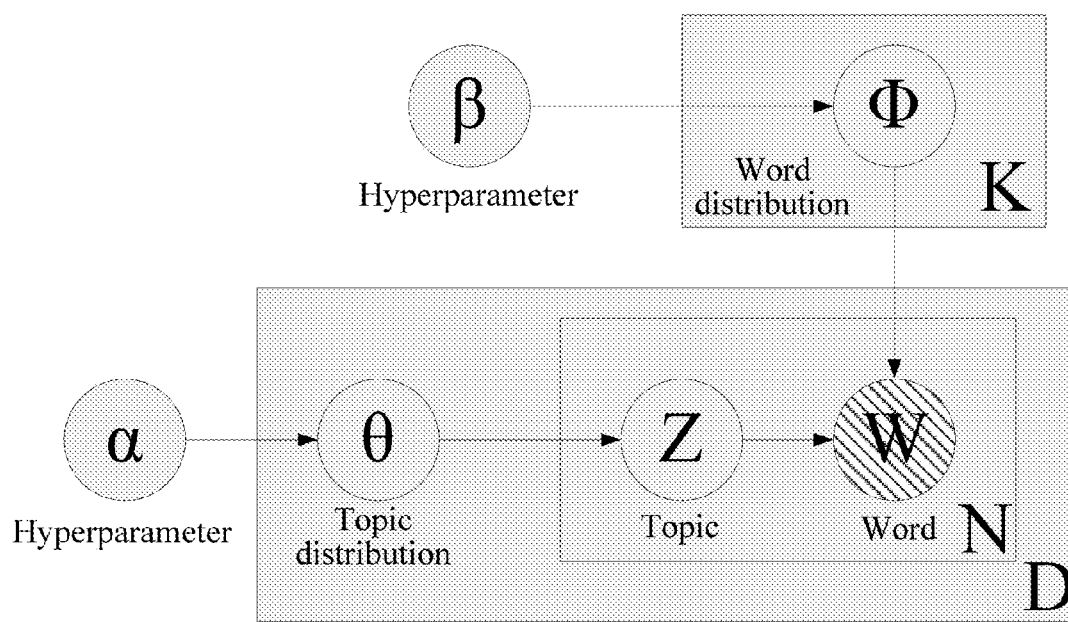 β
Φ
Hyperparameter
Word
distribution
K
α
θ
Z
W
Hyperparameter
Topic
distribution
Topic
Word
N
D